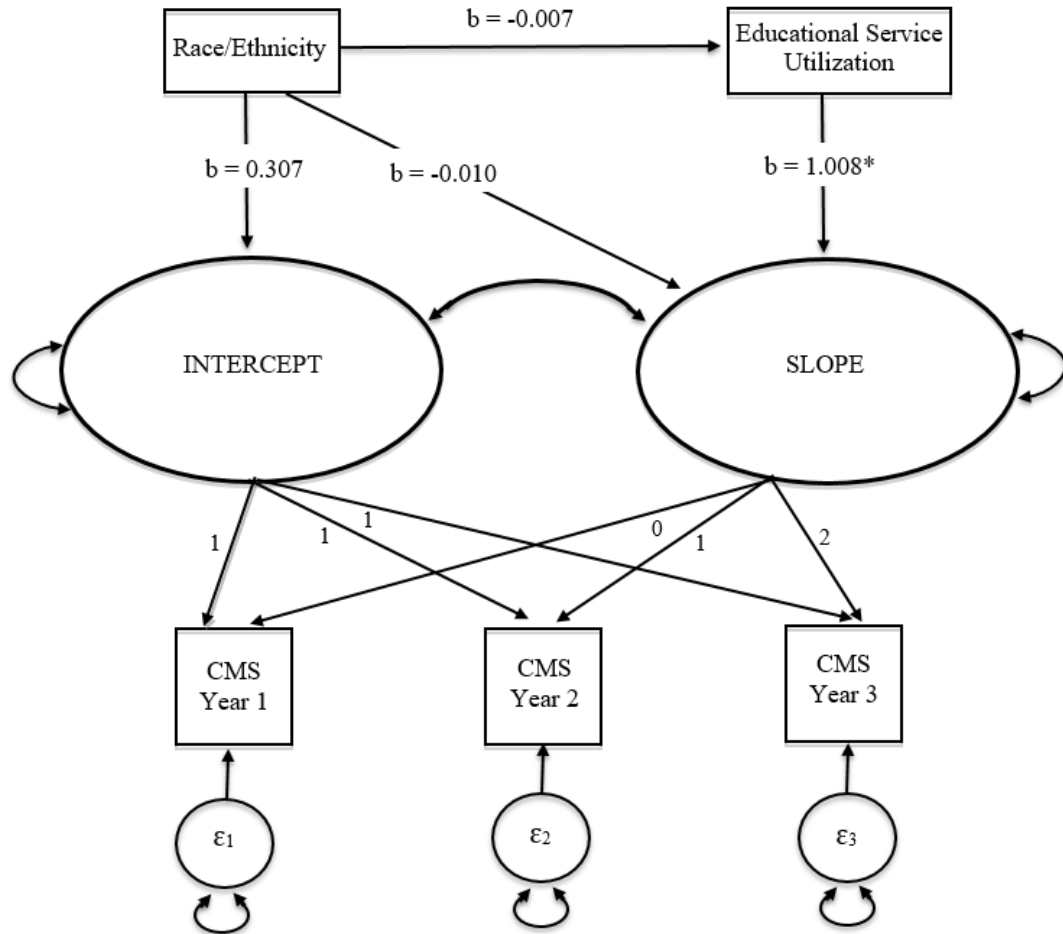 b = -0.007
Race/Ethnicity
Educational Service
Utilization
b = 0.307
b = -0.010
b = 1.008*
INTERCEPT
SLOPE
1
1
1
0
1
2
CMS
Year 1
CMS
Year 2
CMS
Year 3
ε1
ε2
ε3